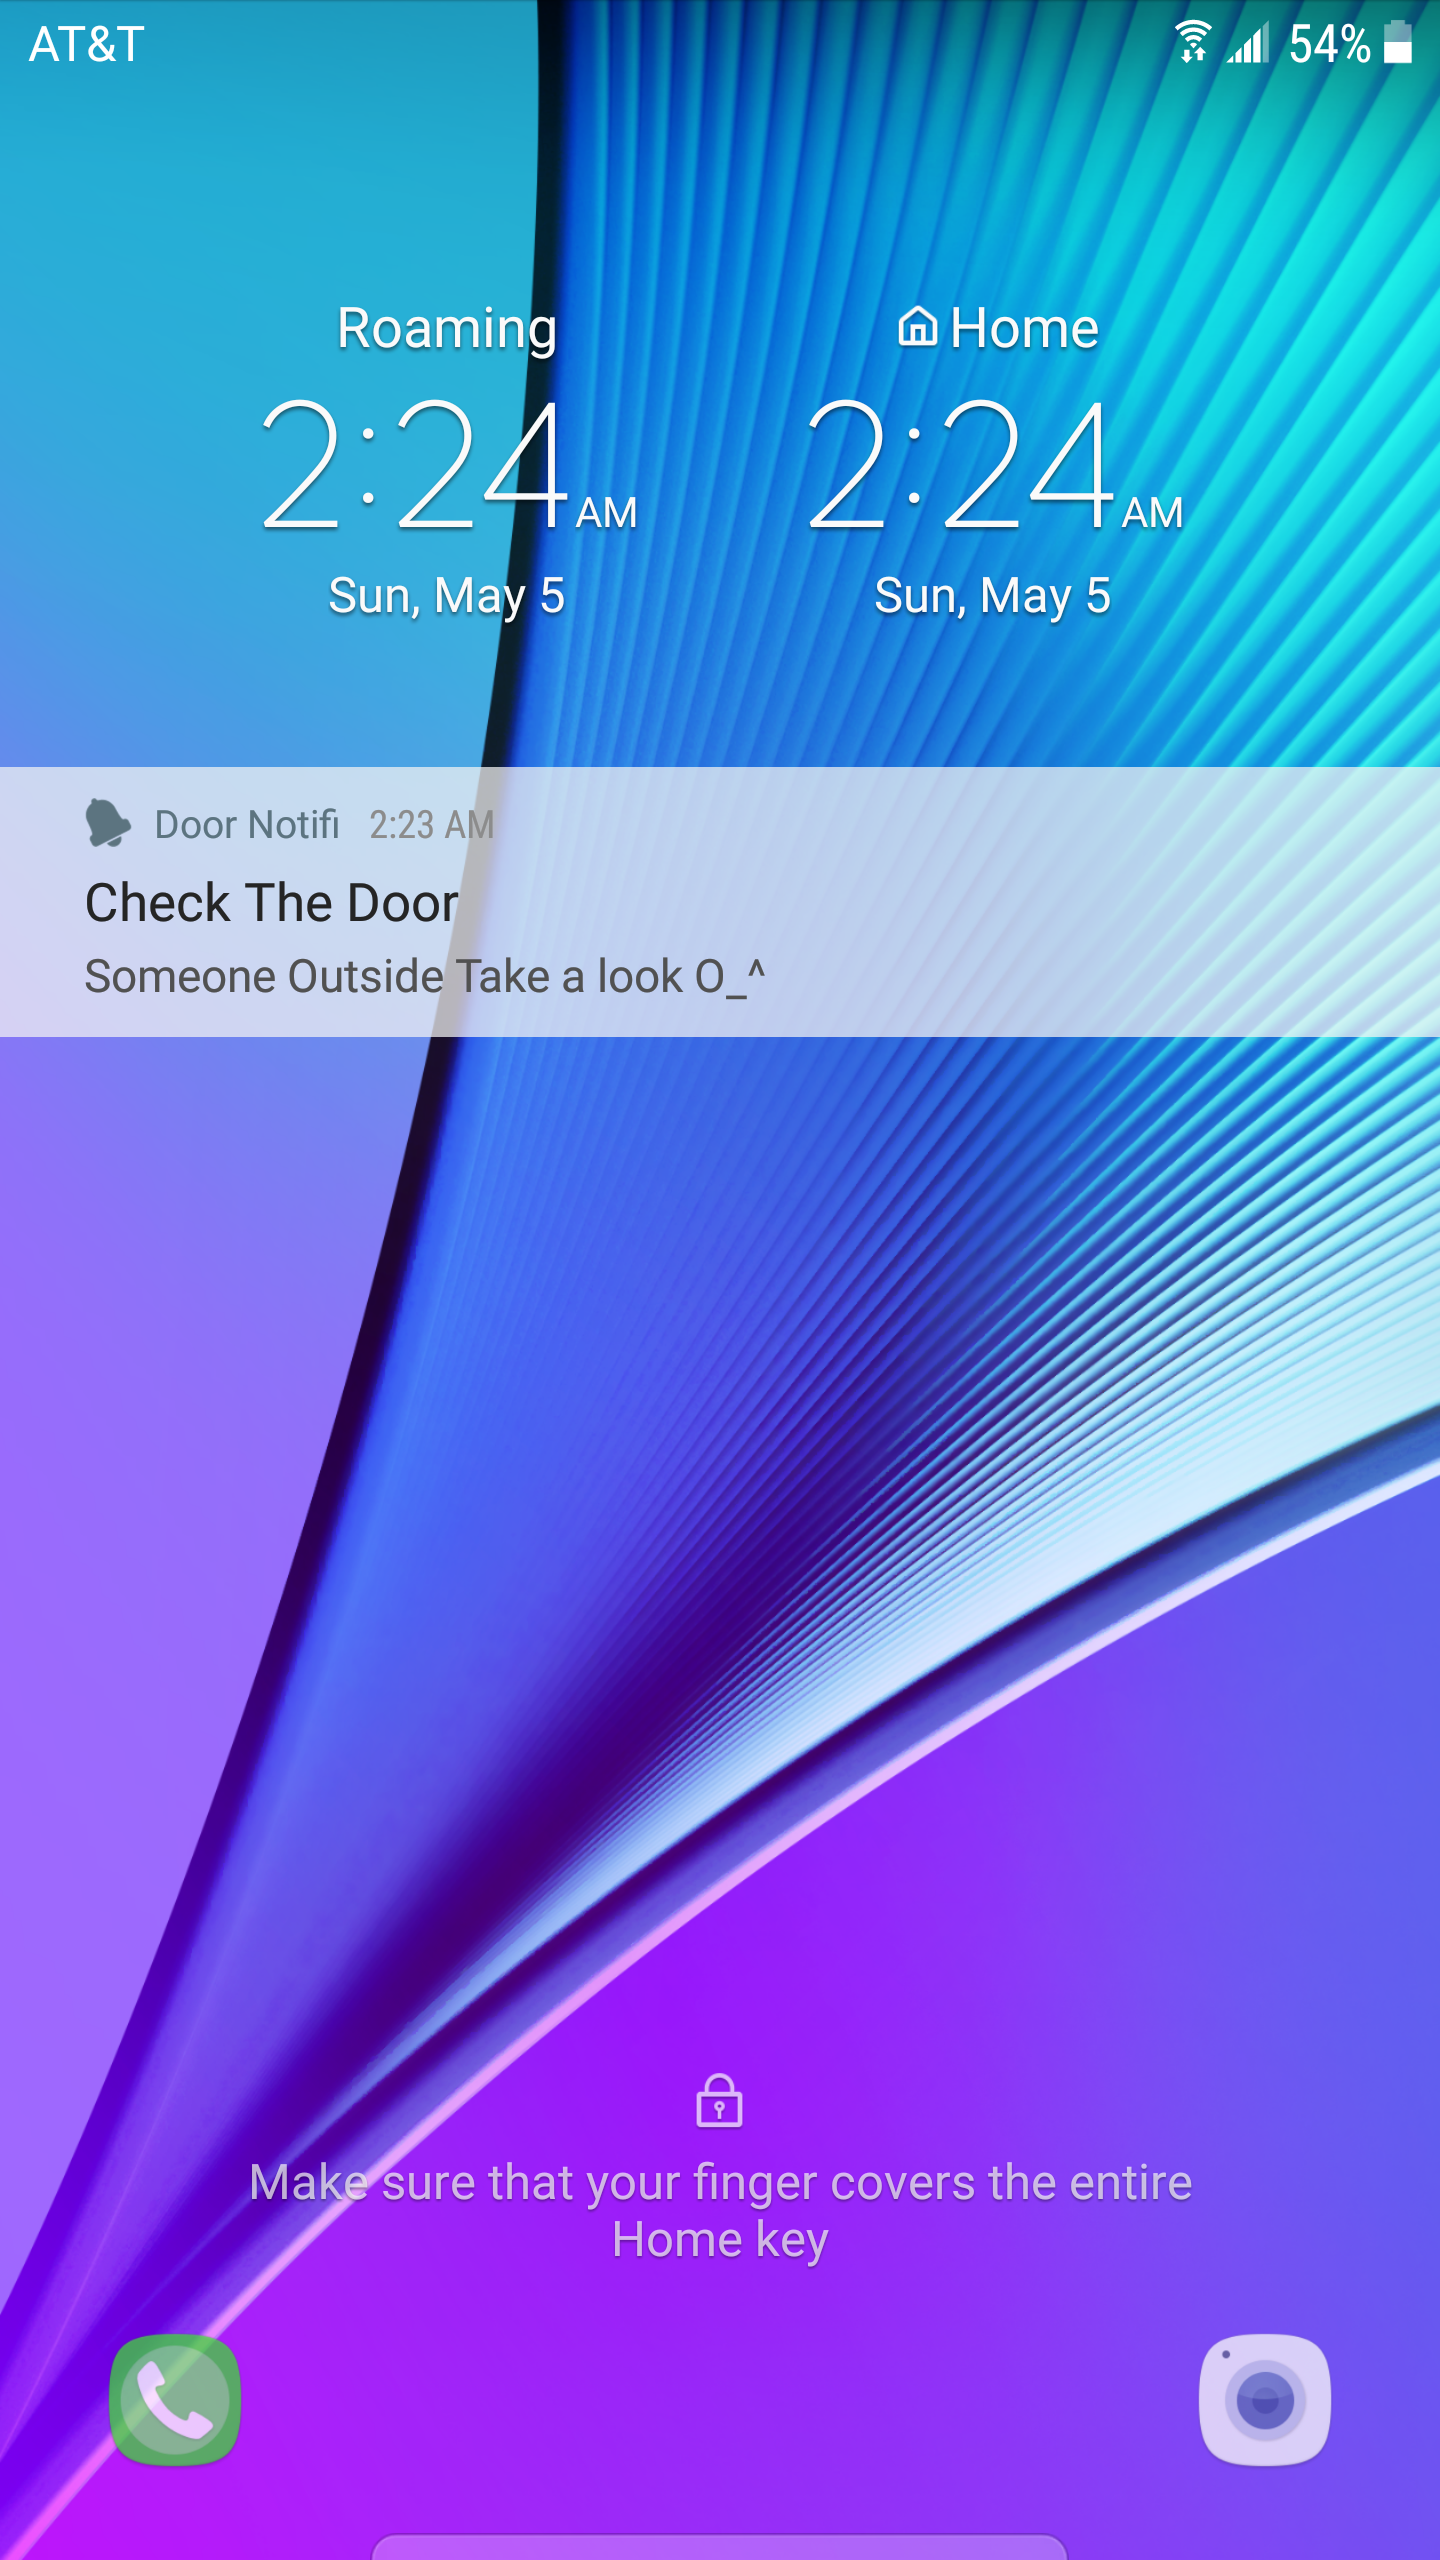 AT&T 54%
Roaming Home
2:24 AM 2:24 AM
Sun, May 5 Sun, May 5
Door Notifi 2:23 AM
Check The Door
Someone Outside Take a look O_^
Make sure that your finger covers the entire
Home key